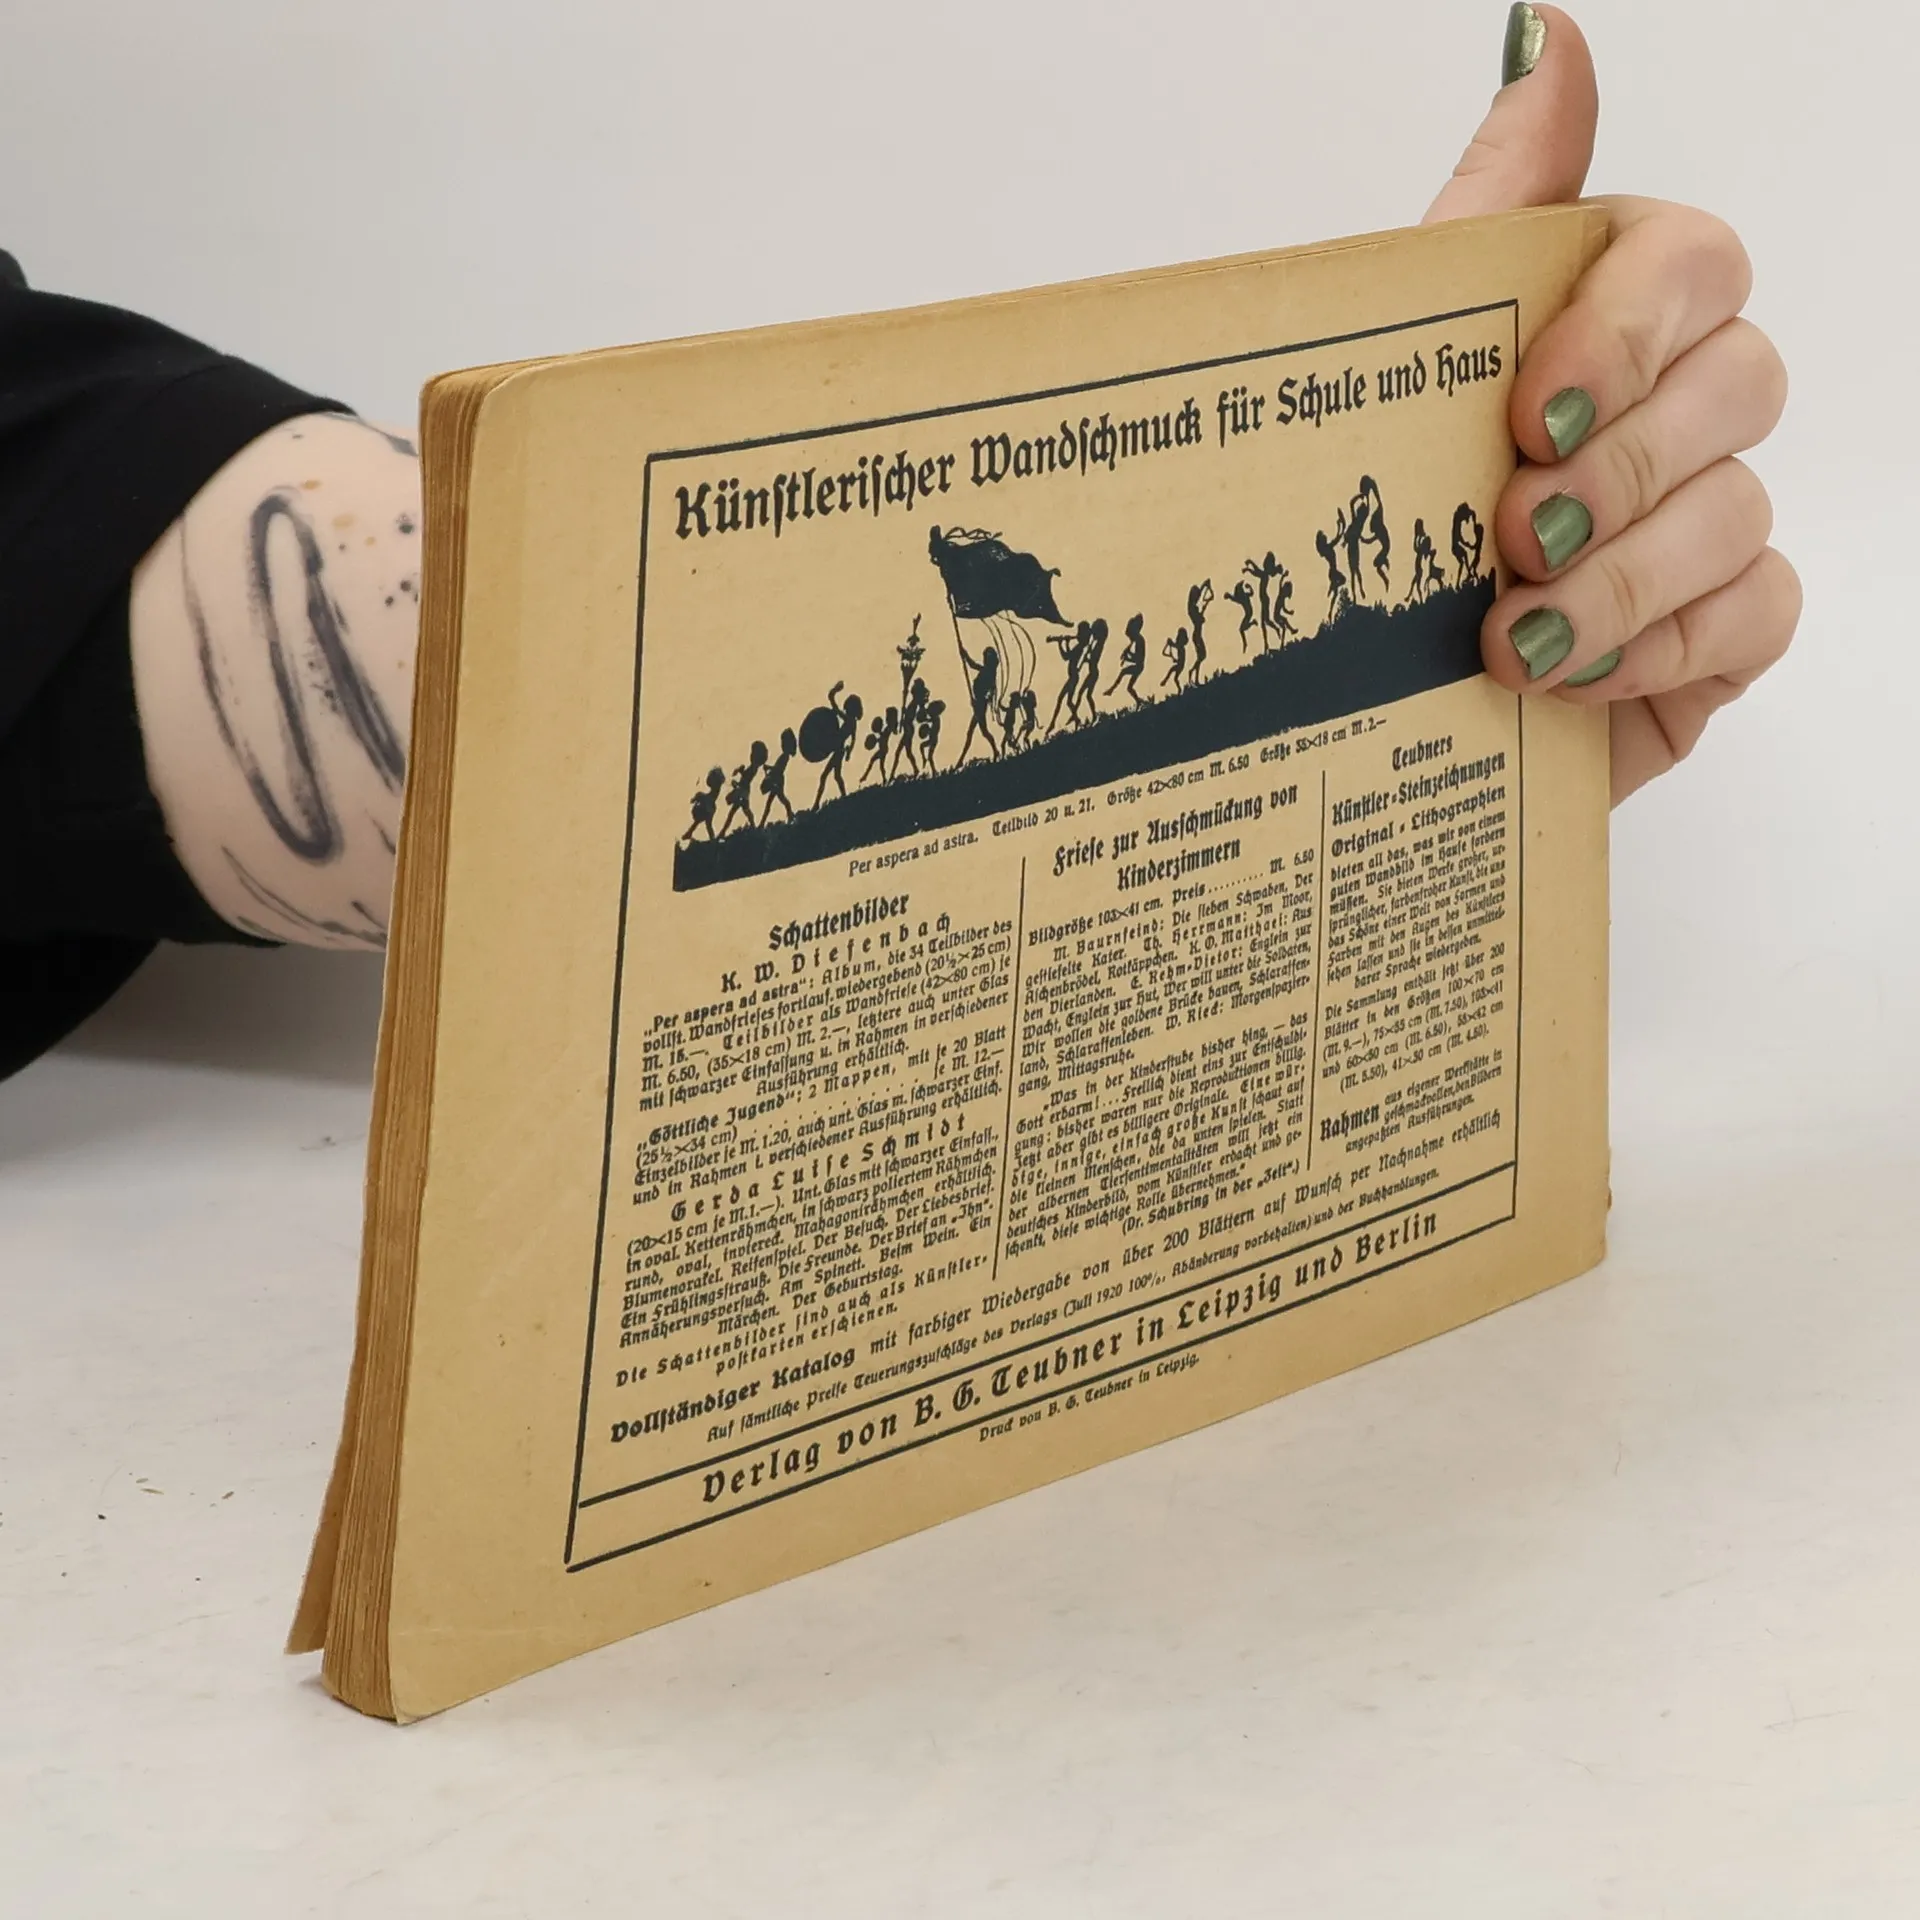 Künſtleriſcher Wandſchmuck für Schule und Haus
Per aspera ad astra. Teilbild 20 u. 21. Größe 42×80 cm M. 6.50 Größe 35×18 cm M. 2.—
Schattenbilder
K. W. Diefenbach
„Per aspera ad astra“: Album, die 34 Teilbilder des
vollſt. Wandfrieſes fortlauf. wiedergebend (20½×25 cm)
M. 15.—. Teilbilder als Wandfrieſe (42×80 cm) je
M. 6.50, (35×18 cm) M. 2.—, letztere auch unter Glas
mit ſchwarzer Einfaſſung u. in Rahmen in verſchiedener
Ausführung erhältlich.
„Göttliche Jugend“: 2 Mappen, mit je 20 Blatt
(25½×34 cm) . . . . . . . . . . . je M. 12.—
Einzelbilder je M. 1.20, auch unt. Glas m. ſchwarzer Einf.
und in Rahmen i. verſchiedener Ausführung erhältlich.
Gerda Luiſe Schmidt
(20×15 cm je M. 1.—). Unt. Glas mit ſchwarzer Einfaſſ.,
in oval. Kettenrähmchen, in ſchwarz poliertem Rähmchen
rund, oval, inviereck. Mahagonirähmchen erhältlich.
Blumenorakel. Reifenſpiel. Der Beſuch. Der Liebesbrief.
Ein Frühlingsſtrauß. Die Freunde. Der Brief an „Ihn“.
Annäherungsverſuch. Am Spinett. Beim Wein. Ein
Märchen. Der Geburtstag.
Die Schattenbilder ſind auch als Künſtler-
poſtkarten erſchienen.
Frieſe zur Ausſchmückung von
Kinderzimmern
Bildgröße 103×41 cm. Preis . . . . . . . . . . M. 6.50
M. Baurnfeind: Die ſieben Schwaben, Der
geſtiefelte Kater. Th. Herrmann: Im Moor,
Aſchenbrödel, Rotkäppchen. K. O. Matthaei: Aus
den Vierlanden. E. Rehm-Vietor: Englein zur
Wacht, Englein zur Hut, Wer will unter die Soldaten,
Wir wollen die goldene Brücke bauen, Schlaraffen-
land, Schlaraffenleben. W. Ried: Morgenſpazier-
gang, Mittagsruhe.
„Was in der Kinderſtube bisher hing, — das
Gott erbarm! . . . Freilich dient eins zur Entſchuldi-
gung: bisher waren nur die Reproduktionen billig.
Jetzt aber gibt es billigere Originale. Eine wür-
dige, innige, einfach große Kunſt ſchaut auf
die kleinen Menſchen, die da unten ſpielen. Statt
der albernen Tierſentimentalitäten will jetzt ein
deutſches Kinderbild, vom Künſtler erdacht und ge-
ſchenkt, dieſe wichtige Rolle übernehmen.“
(Dr. Schubring in der „Zeit“.)
Teubners
Künſtler-Steinzeichnungen
Original-Lithographien
bieten all das, was wir von einem
guten Wandbild im Hauſe fordern
müſſen. Sie bieten Werke großer, ur-
ſprünglicher, farbenfroher Kunſt, die uns
das Schöne einer Welt von Formen und
Farben mit den Augen des Künſtlers
ſehen laſſen und ſie in deſſen unmittel-
barer Sprache wiedergeben.
Die Sammlung enthält jetzt über 200
Blätter in den Größen 100×70 cm
(M. 9.—), 75×55 cm (M. 7.50), 103×41
und 60×50 cm (M. 6.50), 55×42 cm
(M. 5.50), 41×30 cm (M. 4.50).
Rahmen aus eigener Werkſtätte in
geſchmackvollen, den Bildern
angepaßten Ausführungen.
Vollſtändiger Katalog mit farbiger Wiedergabe von über 200 Blättern auf Wunſch per Nachnahme erhältlich
Auf ſämtliche Preiſe Teuerungszuſchläge des Verlags (Juli 1920 100%, Abänderung vorbehalten) und der Buchhandlungen.
Verlag von B. G. Teubner in Leipzig und Berlin
Druck von B. G. Teubner in Leipzig.